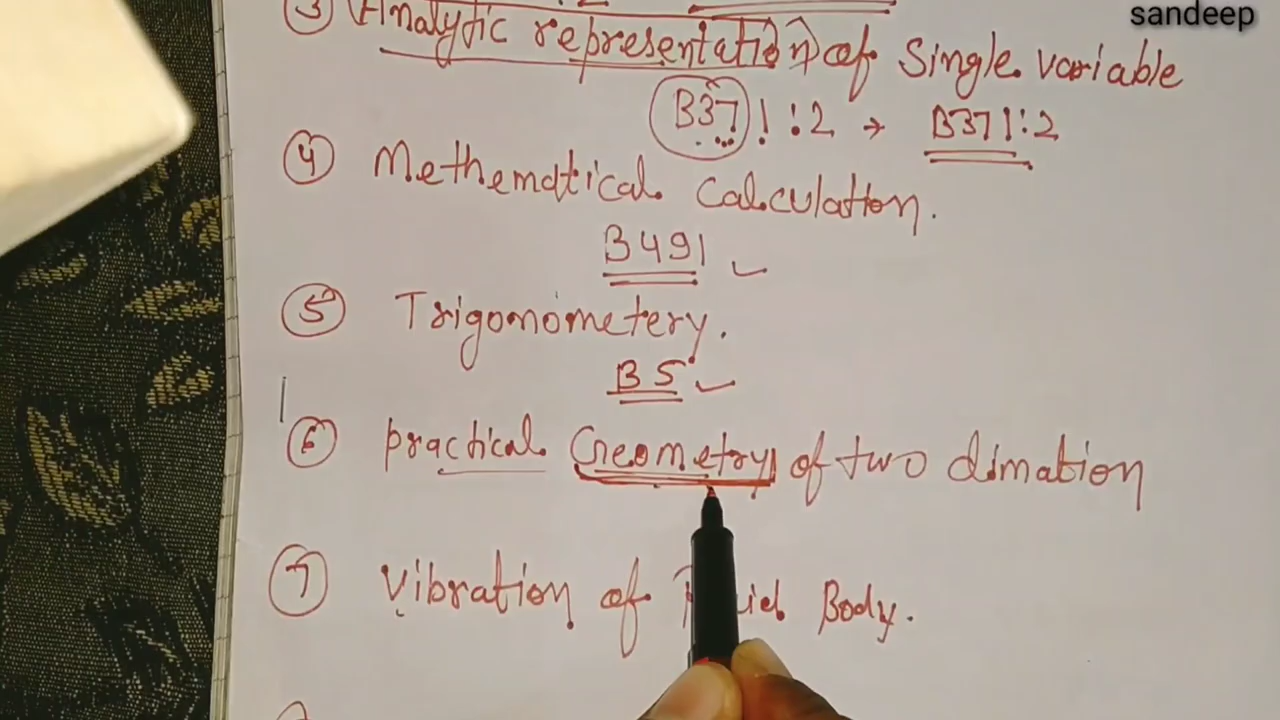 sandeep
③ Analytic representation of Single variable
B37 ! : 2 → B37 ! : 2
④ Methematical Calculation.
B491
⑤ Trigonometery.
B5
⑥ practical Geometry of two dimation
⑦ Vibration of Body.